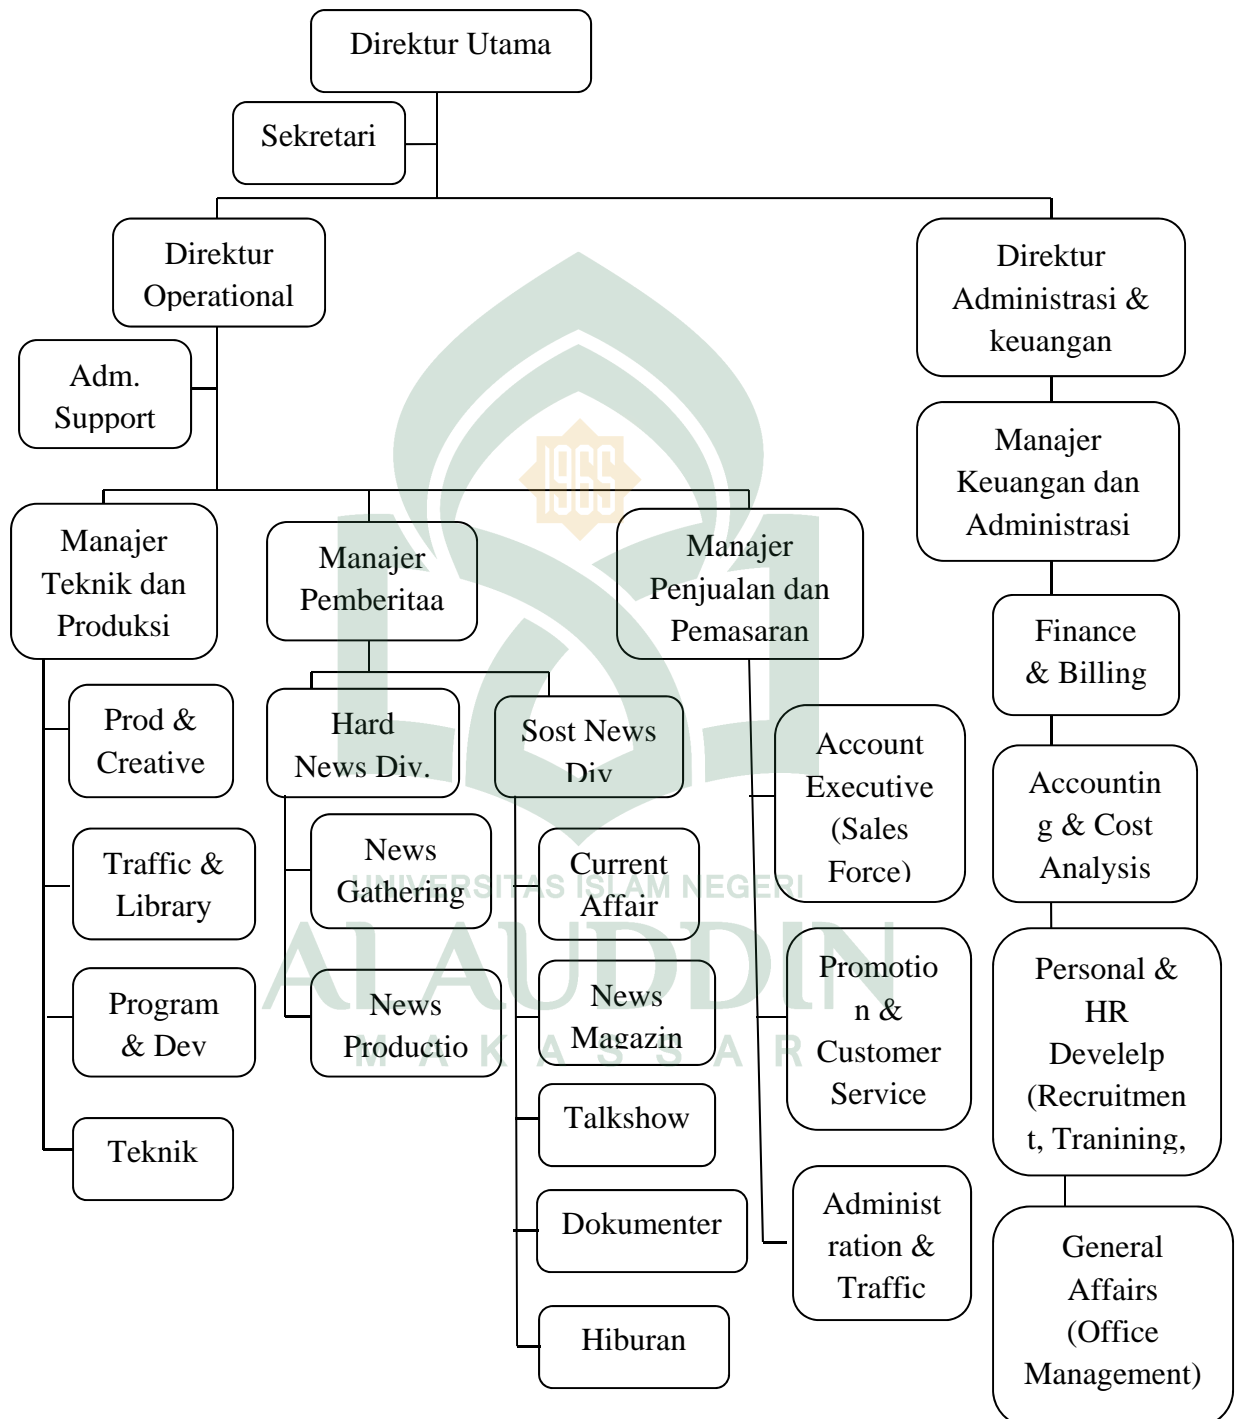 Direktur Utama
Sekretari
Direktur
Operational
Direktur
Administrasi &
keuangan
Adm.
Support
Manajer
Keuangan dan
Administrasi
Manajer
Teknik dan
Produksi
Manajer
Pemberitaa
Manajer
Penjualan dan
Pemasaran
Finance
& Billing
Prod &
Creative
Hard
News Div.
Sost News
Div
Account
Executive
(Sales
Force)
Accountin
g & Cost
Analysis
Traffic &
Library
News
Gathering
Current
Affair
Promotio
n &
Customer
Service
Personal &
HR
Develelp
(Recruitmen
t, Tranining,
Program
& Dev
News
Productio
News
Magazin
Talkshow
Teknik
Dokumenter
Administ
ration &
Traffic
General
Affairs
(Office
Management)
Hiburan
1965
UNIVERSITAS ISLAM NEGERI
ALAUDDIN
MAKASSAR